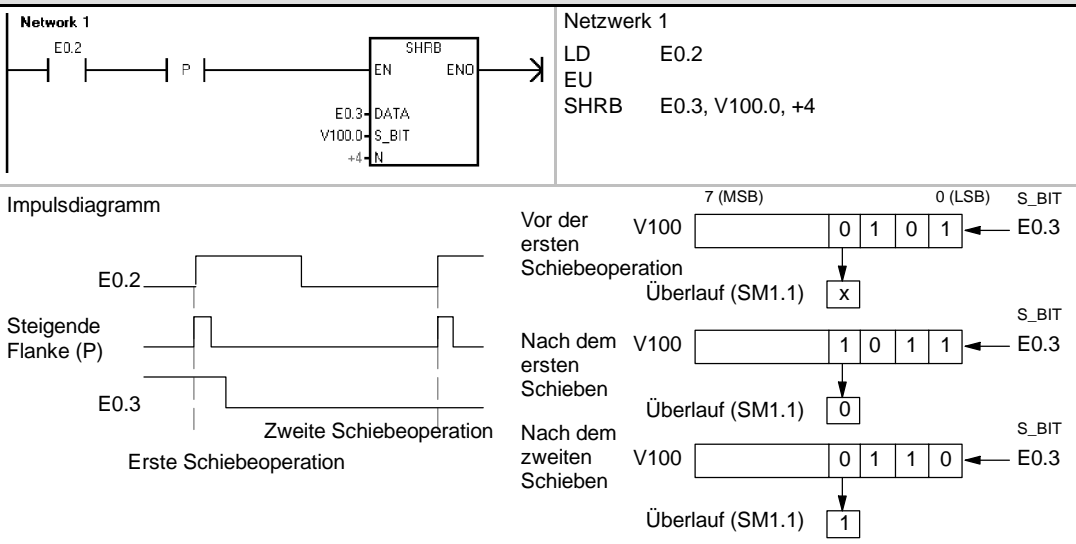 Network 1
E0.2
P
SHRB
EN ENO
E0.3 DATA
V100.0 S_BIT
+4 N
Netzwerk 1
LD E0.2
EU
SHRB E0.3, V100.0, +4
Impulsdiagramm
E0.2
Steigende
Flanke (P)
E0.3
Zweite Schiebeoperation
Erste Schiebeoperation
7 (MSB) 0 (LSB) S_BIT
Vor der
ersten
Schiebeoperation
V100 0 1 0 1 E0.3
Überlauf (SM1.1) x
S_BIT
Nach dem
ersten
Schieben
V100 1 0 1 1 E0.3
Überlauf (SM1.1) 0
S_BIT
Nach dem
zweiten
Schieben
V100 0 1 1 0 E0.3
Überlauf (SM1.1) 1